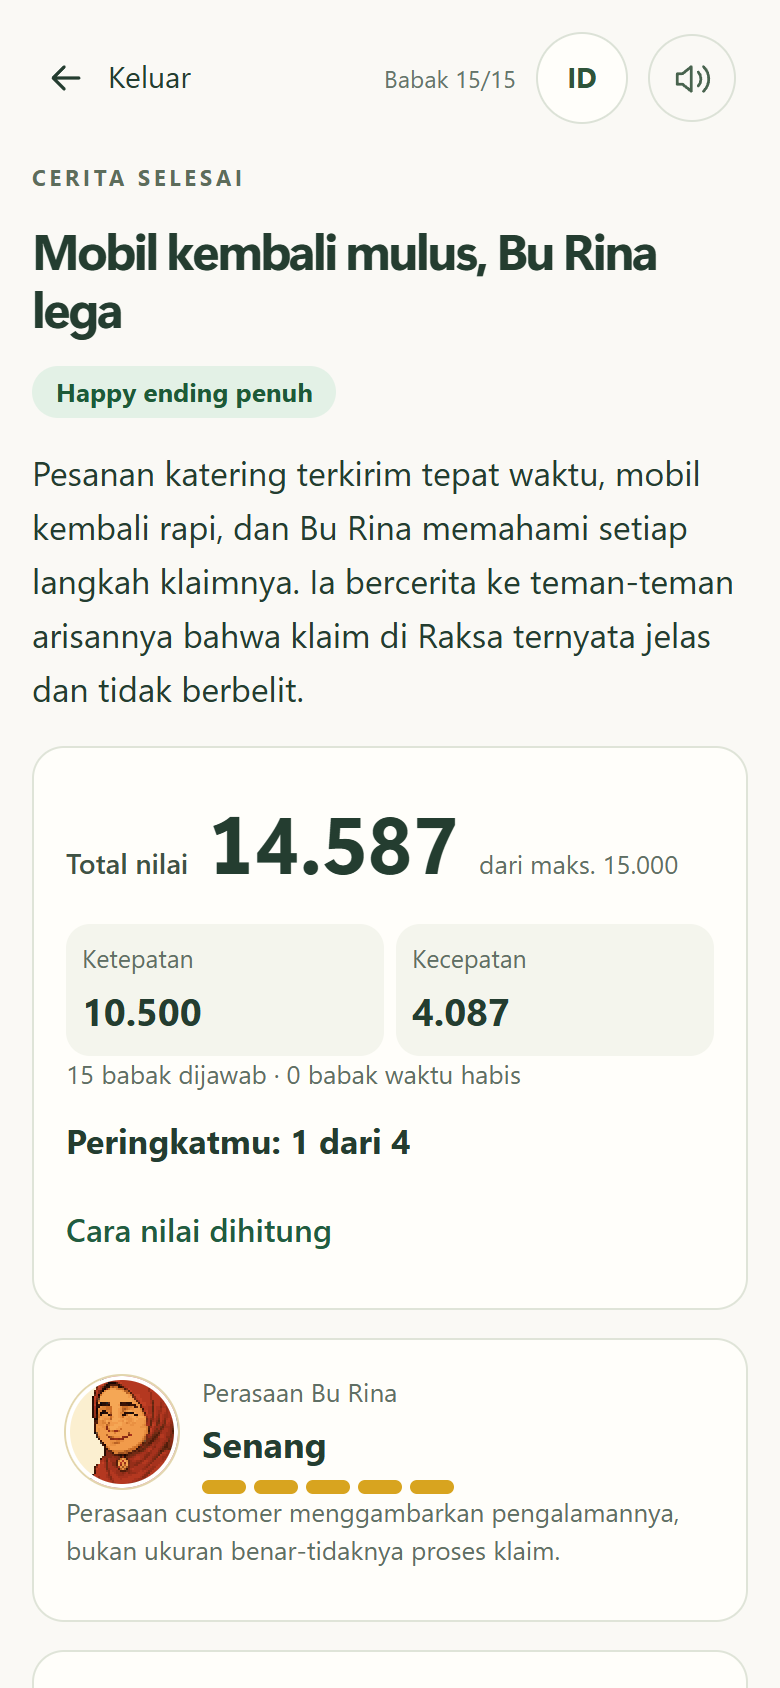 Keluar
Babak 15/15
ID
CERITA SELESAI
Mobil kembali mulus, Bu Rina
lega
Happy ending penuh
Pesanan katering terkirim tepat waktu, mobil
kembali rapi, dan Bu Rina memahami setiap
langkah klaimnya. Ia bercerita ke teman-teman
arisannya bahwa klaim di Raksa ternyata jelas
dan tidak berbelit.
Total nilai 14.587 dari maks. 15.000
Ketepatan
10.500
Kecepatan
4.087
15 babak dijawab · 0 babak waktu habis
Peringkatmu: 1 dari 4
Cara nilai dihitung
Perasaan Bu Rina
Senang
Perasaan customer menggambarkan pengalamannya,
bukan ukuran benar-tidaknya proses klaim.